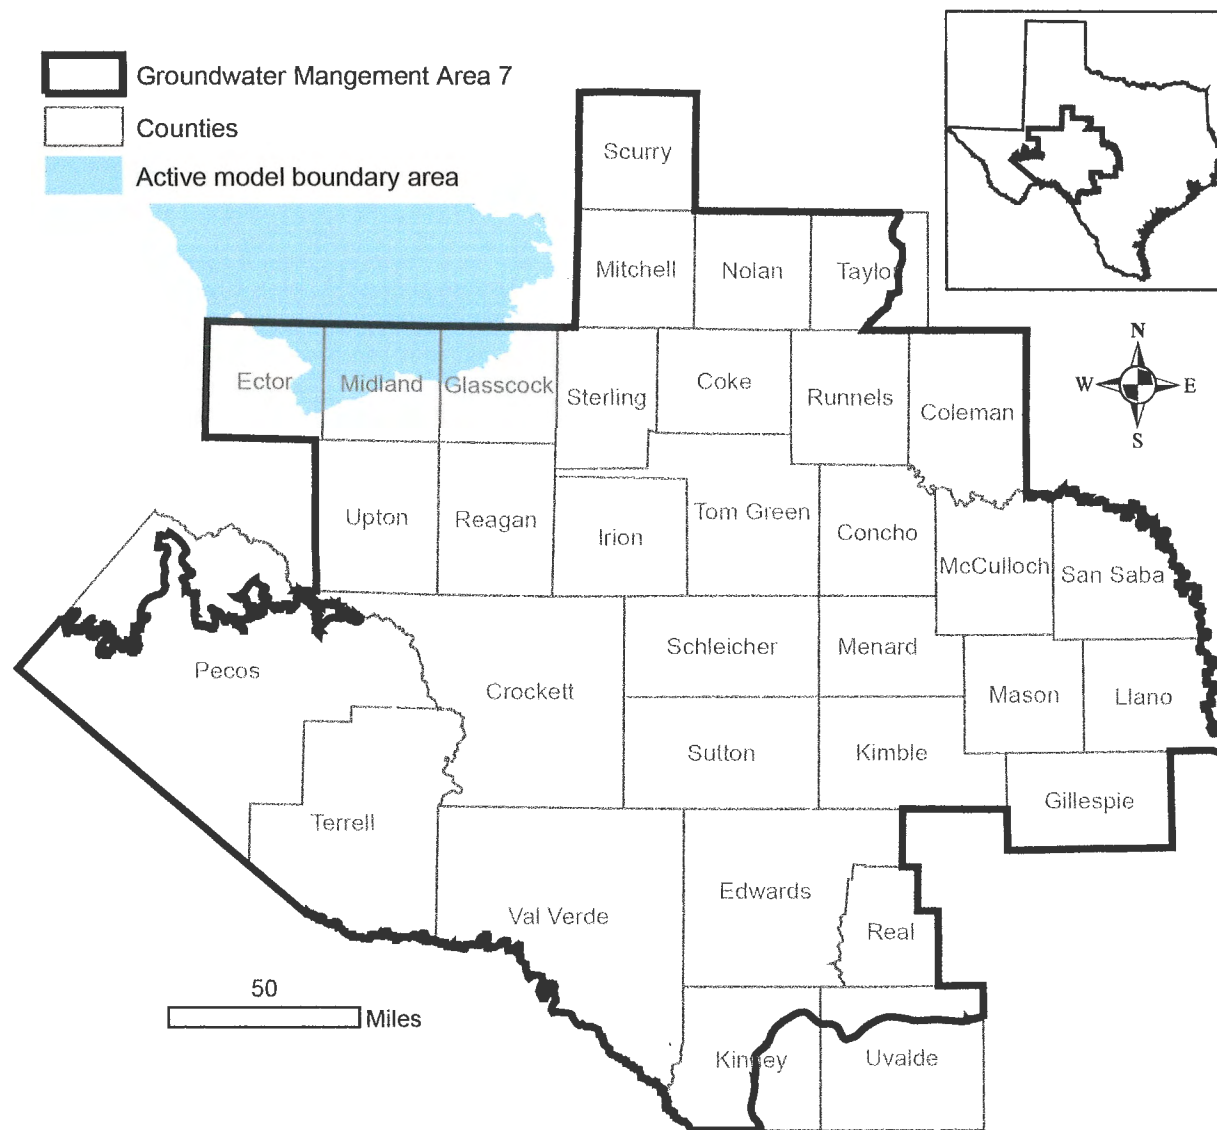 Groundwater Mangement Area 7
Counties
Active model boundary area
Scurry
Mitchell
Nolan
Taylo
N
W
E
S
Ector
Midland
Glasscock
Sterling
Coke
Runnels
Coleman
Upton
Reagan
Irion
Tom Green
Concho
McCulloch
San Saba
Pecos
Crockett
Schleicher
Menard
Mason
Llano
Sutton
Kimble
Gillespie
Terrell
Val Verde
Edwards
Real
50
Miles
Kinney
Uvalde